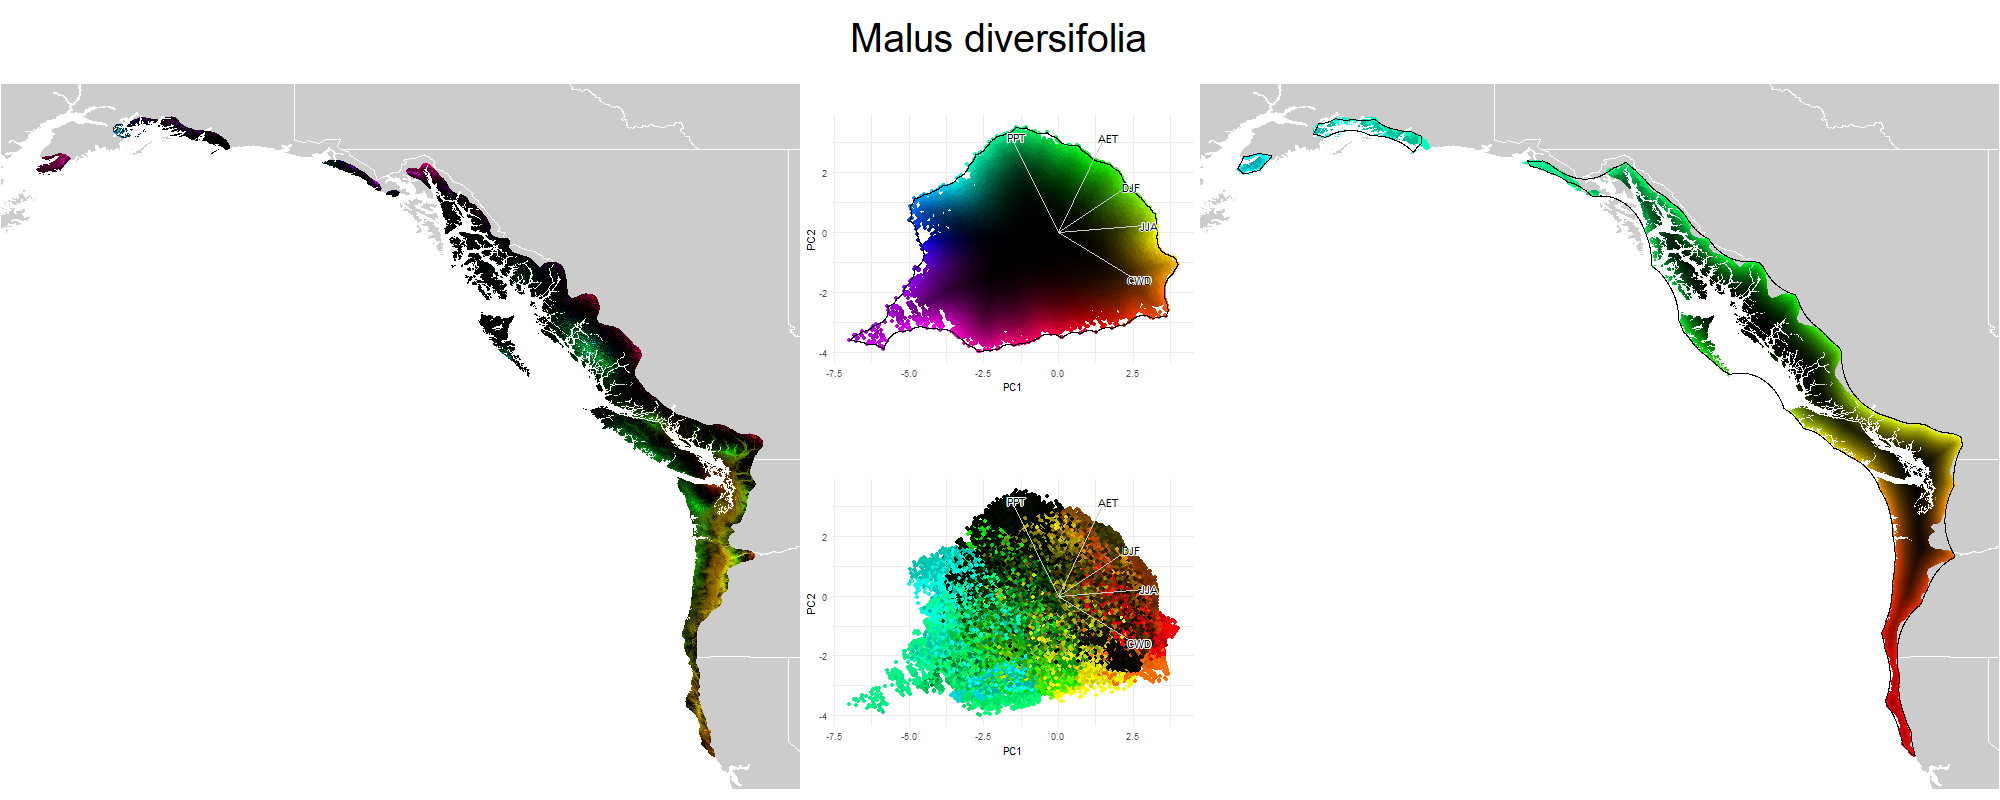 Malus diversifolia
PPT
AET
DJF
JJA
CWD
2
0
-2
-4
PC2
-7.5
-5.0
-2.5
0.0
2.5
PC1
PPT
AET
DJF
JJA
CWD
2
0
-2
-4
PC2
-7.5
-5.0
-2.5
0.0
2.5
PC1